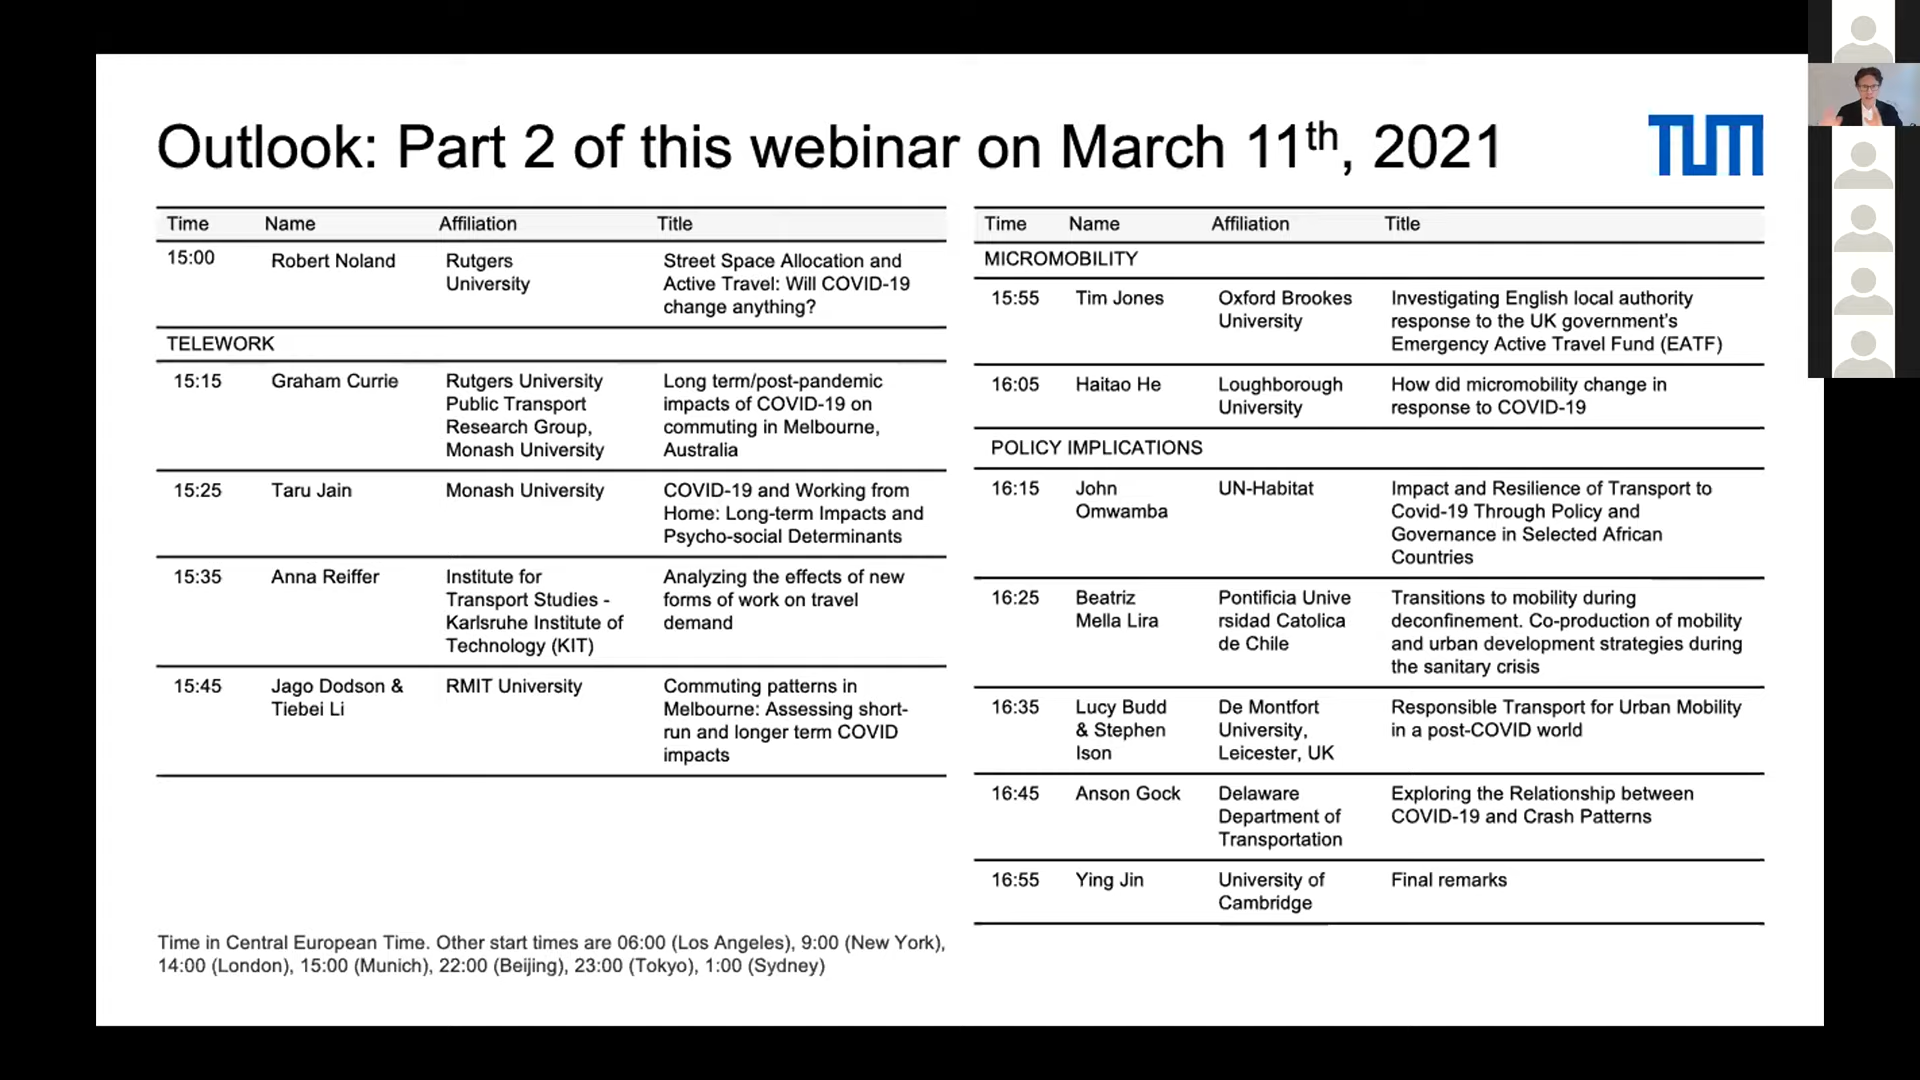 Outlook: Part 2 of this webinar on March 11th, 2021
TUM
Time Name Affiliation Title
15:00 Robert Noland Rutgers Street Space Allocation and
University Active Travel: Will COVID-19
change anything?
TELEWORK
15:15 Graham Currie Rutgers University Long term/post-pandemic
Public Transport impacts of COVID-19 on
Research Group, commuting in Melbourne,
Monash University Australia
15:25 Taru Jain Monash University COVID-19 and Working from
Home: Long-term Impacts and
Psycho-social Determinants
15:35 Anna Reiffer Institute for Analyzing the effects of new
Transport Studies - forms of work on travel
Karlsruhe Institute of demand
Technology (KIT)
15:45 Jago Dodson & RMIT University Commuting patterns in
Tiebei Li Melbourne: Assessing short-
run and longer term COVID
impacts
Time Name Affiliation Title
MICROMOBILITY
15:55 Tim Jones Oxford Brookes Investigating English local authority
University response to the UK government's
Emergency Active Travel Fund (EATF)
16:05 Haitao He Loughborough How did micromobility change in
University response to COVID-19
POLICY IMPLICATIONS
16:15 John UN-Habitat Impact and Resilience of Transport to
Omwamba Covid-19 Through Policy and
Governance in Selected African
Countries
16:25 Beatriz Pontificia Unive Transitions to mobility during
Mella Lira rsidad Catolica deconfinement. Co-production of mobility
de Chile and urban development strategies during
the sanitary crisis
16:35 Lucy Budd De Montfort Responsible Transport for Urban Mobility
& Stephen University, in a post-COVID world
Ison Leicester, UK
16:45 Anson Gock Delaware Exploring the Relationship between
Department of COVID-19 and Crash Patterns
Transportation
16:55 Ying Jin University of Final remarks
Cambridge
Time in Central European Time. Other start times are 06:00 (Los Angeles), 9:00 (New York),
14:00 (London), 15:00 (Munich), 22:00 (Beijing), 23:00 (Tokyo), 1:00 (Sydney)